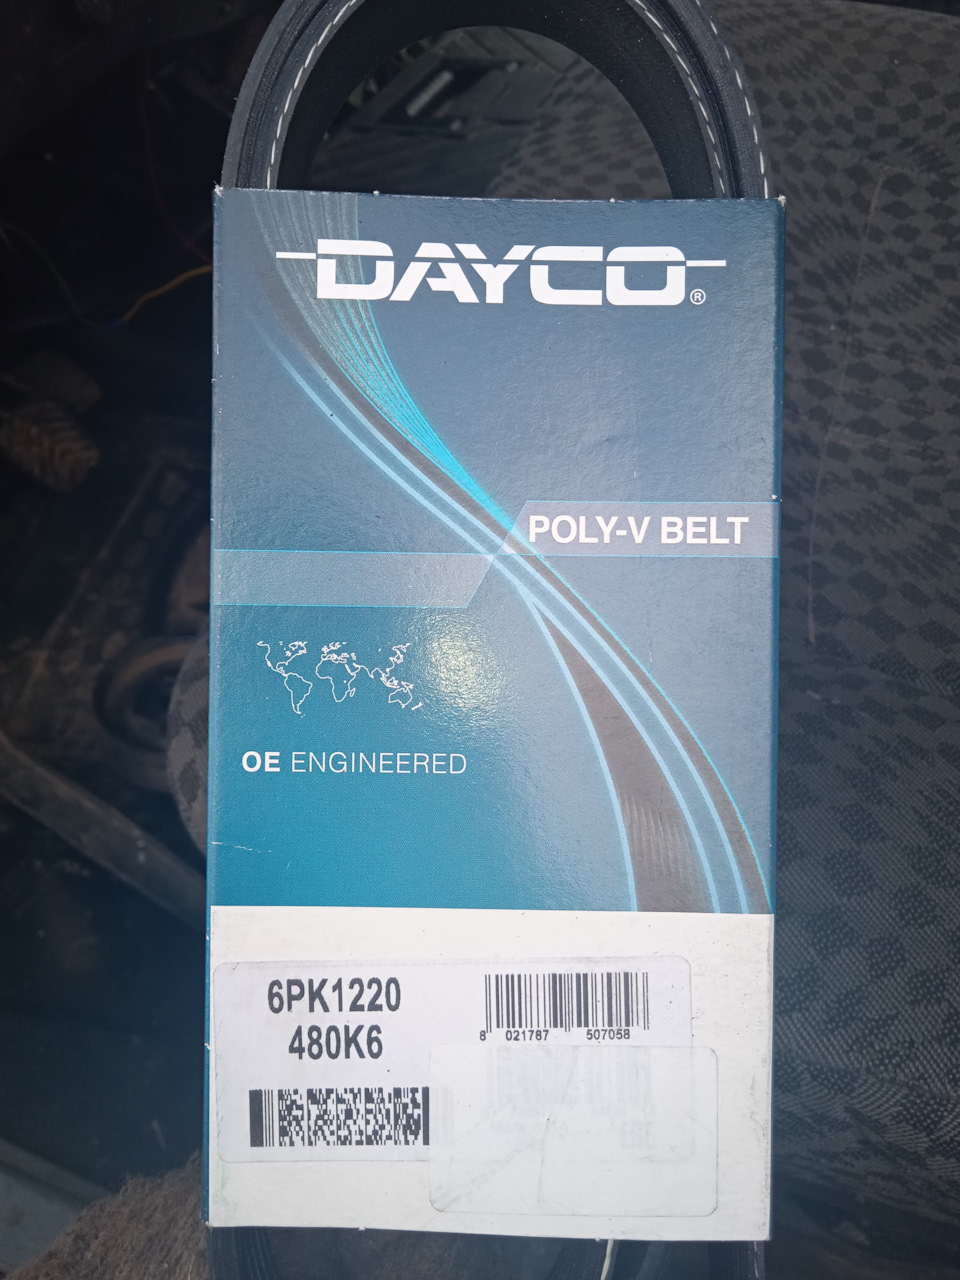 DAYCO®
POLY-V BELT
OE ENGINEERED
6PK1220
480K6
8 021787 507058